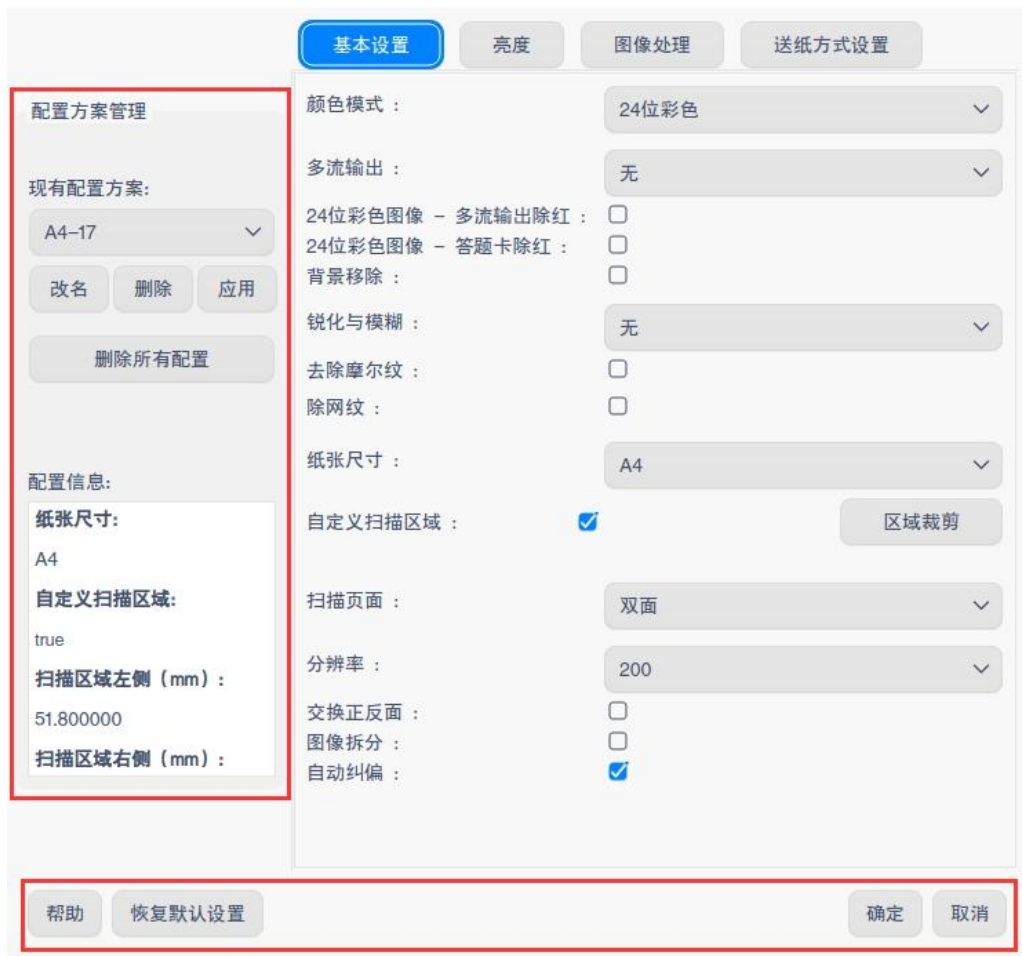 基本设置 亮度 图像处理 送纸方式设置
配置方案管理
现有配置方案:
A4-17
改名 删除 应用
删除所有配置
配置信息:
纸张尺寸:
A4
自定义扫描区域:
true
扫描区域左侧（mm）:
51.800000
扫描区域右侧（mm）:
颜色模式 : 24位彩色
多流输出 : 无
24位彩色图像 - 多流输出除红 :
24位彩色图像 - 答题卡除红 :
背景移除 :
锐化与模糊 : 无
去除摩尔纹 :
除网纹 :
纸张尺寸 : A4
自定义扫描区域 : 区域裁剪
扫描页面 : 双面
分辨率 : 200
交换正反面 :
图像拆分 :
自动纠偏 :
帮助 恢复默认设置 确定 取消